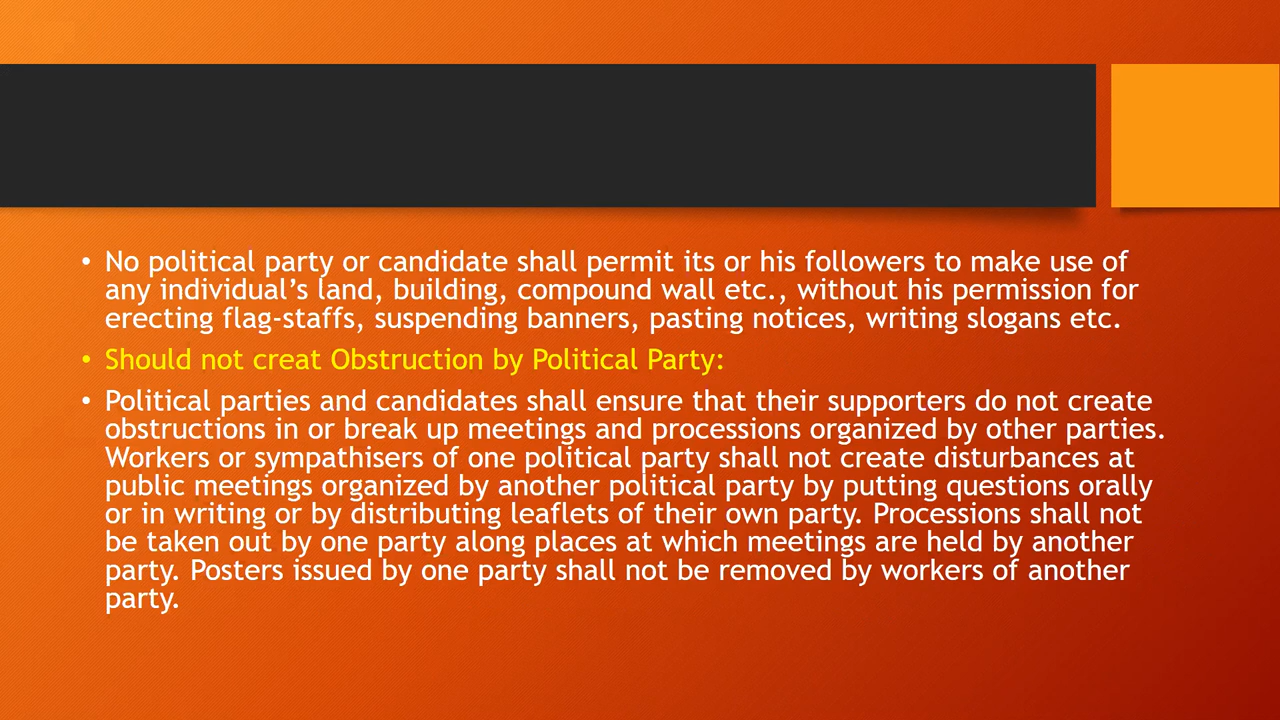 • No political party or candidate shall permit its or his followers to make use of
any individual’s land, building, compound wall etc., without his permission for
erecting flag-staffs, suspending banners, pasting notices, writing slogans etc.
• Should not creat Obstruction by Political Party:
• Political parties and candidates shall ensure that their supporters do not create
obstructions in or break up meetings and processions organized by other parties.
Workers or sympathisers of one political party shall not create disturbances at
public meetings organized by another political party by putting questions orally
or in writing or by distributing leaflets of their own party. Processions shall not
be taken out by one party along places at which meetings are held by another
party. Posters issued by one party shall not be removed by workers of another
party.